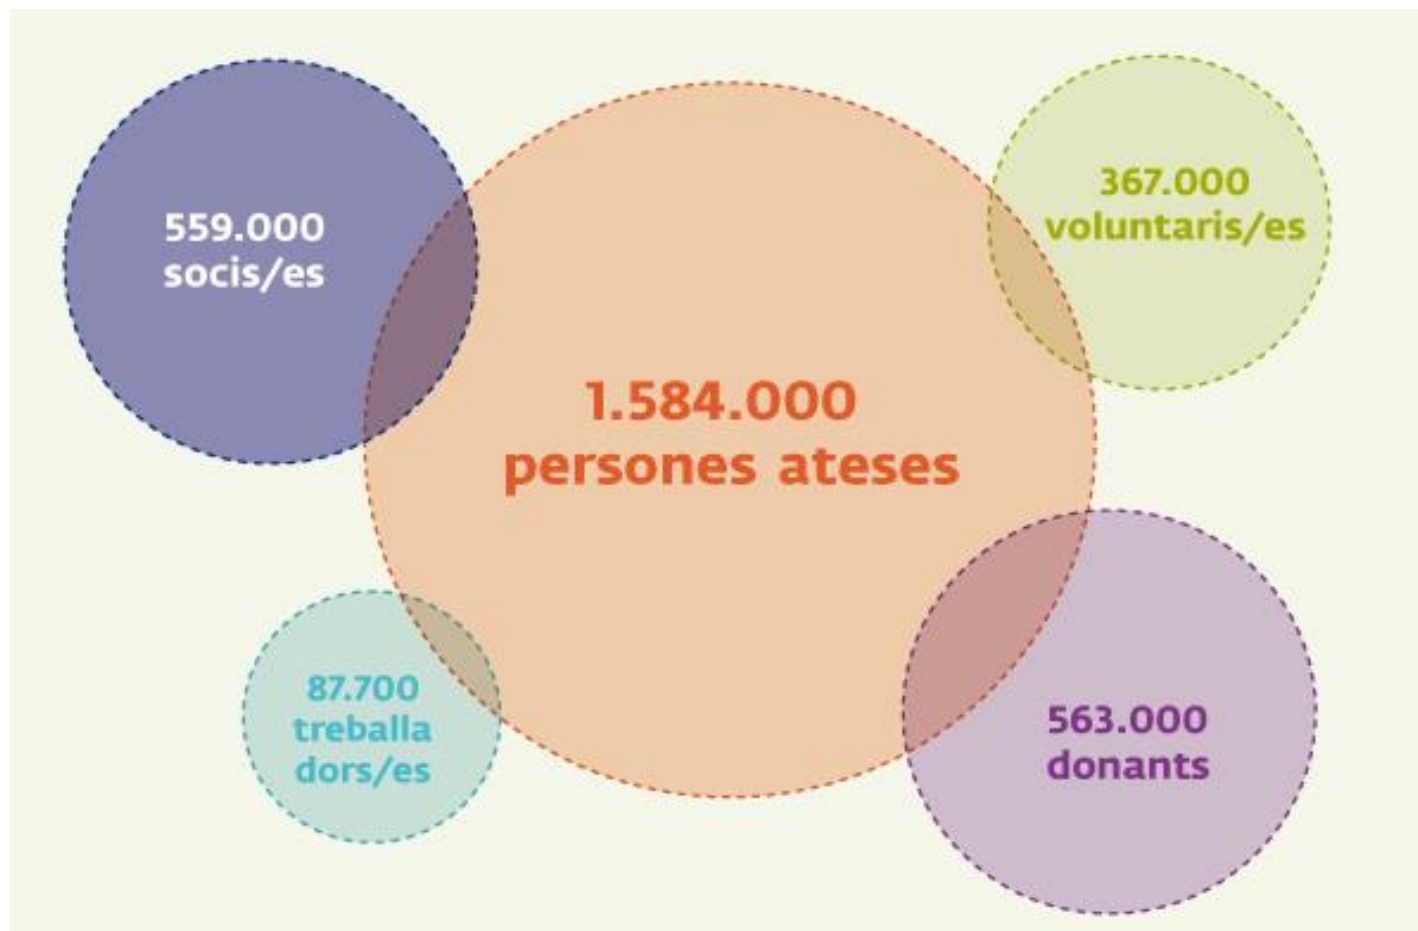 559.000
socis/es
367.000
voluntaris/es
1.584.000
persones ateses
87.700
treballa
dors/es
563.000
donants